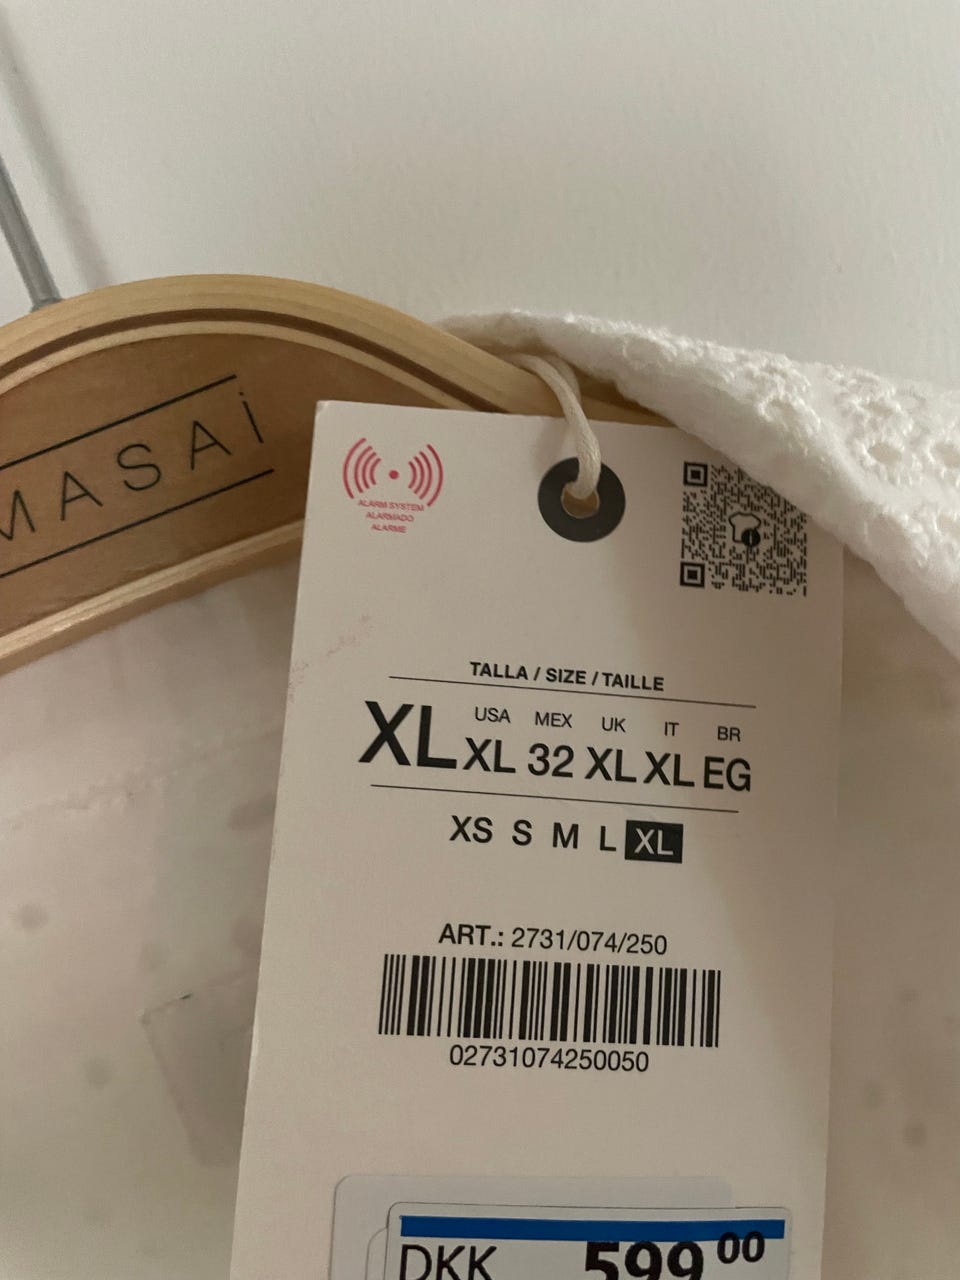 MASAi
ALARM SYSTEM
ALARMADO
ALARME
TALLA / SIZE / TAILLE
USA MEX UK IT BR
XL XL 32 XL XL EG
XS S M L XL
ART.: 2731/074/250
02731074250050
DKK 599 00